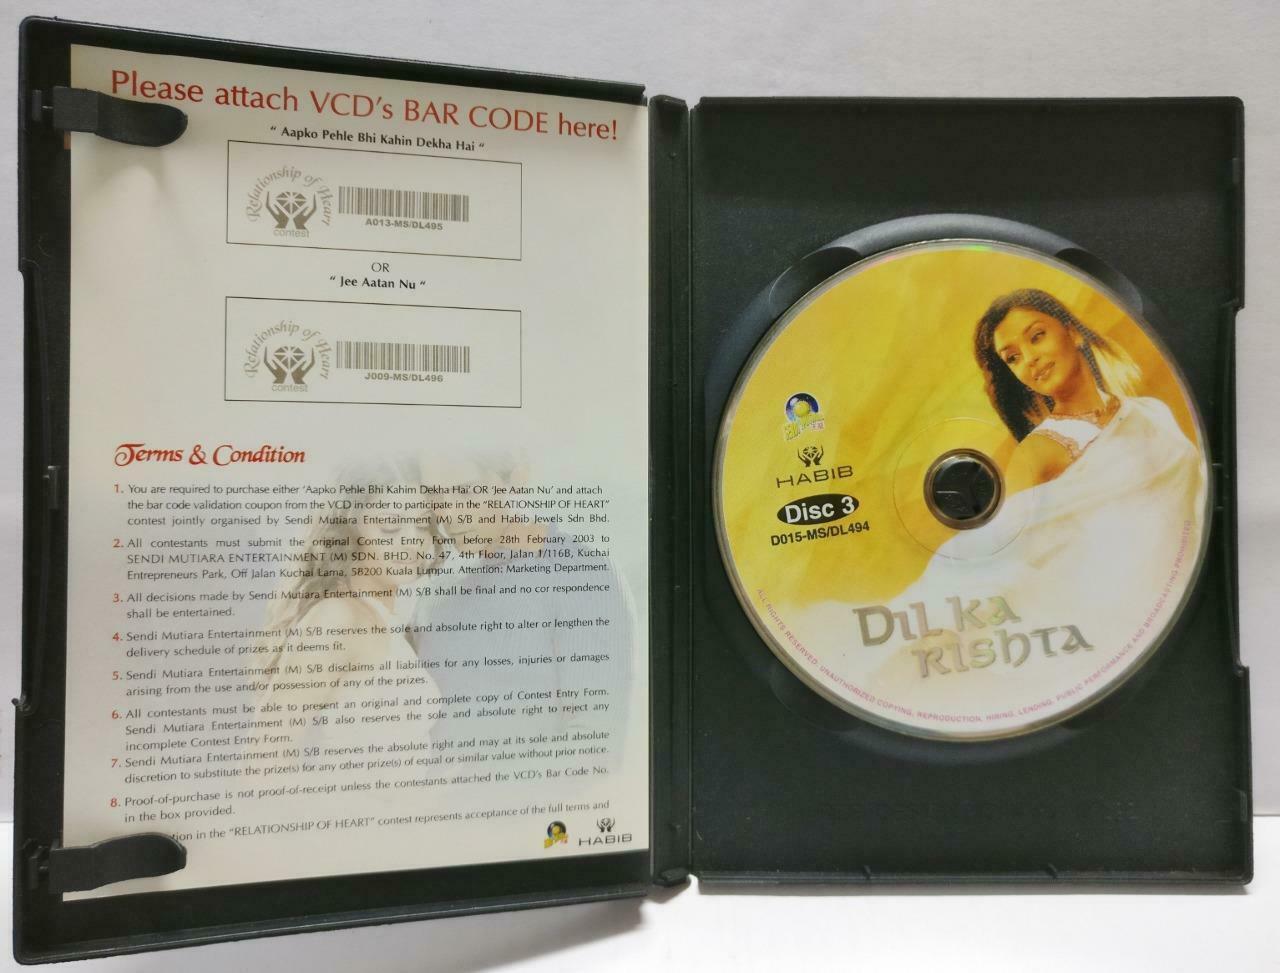 Please attach VCD's BAR CODE here!
“ Aapko Pehle Bhi Kahin Dekha Hai “
Relationship of Heart
contest
A013-MS/DL495
OR
“ Jee Aatan Nu “
Relationship of Heart
contest
J009-MS/DL496
Terms & Condition
1. You are required to purchase either 'Aapko Pehle Bhi Kahim Dekha Hai' OR 'Jee Aatan Nu' and attach
the bar code validation coupon from the VCD in order to participate in the “RELATIONSHIP OF HEART”
contest jointly organised by Sendi Mutiara Entertainment (M) S/B and Habib Jewels Sdn Bhd.
2. All contestants must submit the original Contest Entry Form before 28th February 2003 to
SENDI MUTIARA ENTERTAINMENT (M) SDN. BHD. No. 47, 4th Floor, Jalan 1/116B, Kuchai
Entrepreneurs Park, Off Jalan Kuchai Lama, 58200 Kuala Lumpur. Attention: Marketing Department.
3. All decisions made by Sendi Mutiara Entertainment (M) S/B shall be final and no cor respondence
shall be entertained.
4. Sendi Mutiara Entertainment (M) S/B reserves the sole and absolute right to alter or lengthen the
delivery schedule of prizes as it deems fit.
5. Sendi Mutiara Entertainment (M) S/B disclaims all liabilities for any losses, injuries or damages
arising from the use and/or possession of any of the prizes.
6. All contestants must be able to present an original and complete copy of Contest Entry Form.
Sendi Mutiara Entertainment (M) S/B also reserves the sole and absolute right to reject any
incomplete Contest Entry Form.
7. Sendi Mutiara Entertainment (M) S/B reserves the absolute right and may at its sole and absolute
discretion to substitute the prize(s) for any other prize(s) of equal or similar value without prior notice.
8. Proof-of-purchase is not proof-of-receipt unless the contestants attached the VCD's Bar Code No.
in the box provided.
tion in the “RELATIONSHIP OF HEART” contest represents acceptance of the full terms and
HABIB
HABIB
Disc 3
D015-MS/DL494
DIL KA
RISHTA
ALL RIGHTS RESERVED. UNAUTHORIZED COPYING, REPRODUCTION, HIRING, LENDING, PUBLIC PERFORMANCE AND BROADCASTING PROHIBITED